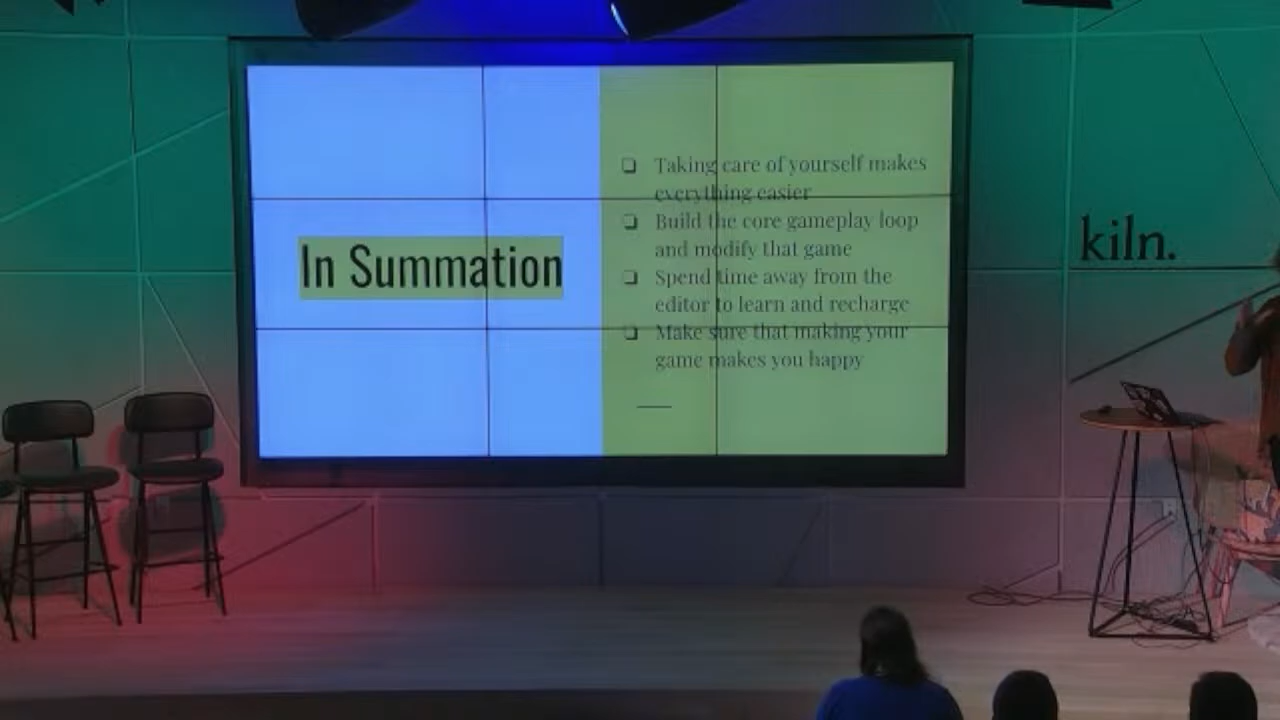 In Summation
❏ Taking care of yourself makes
everything easier
❏ Build the core gameplay loop
and modify that game
❏ Spend time away from the
editor to learn and recharge
❏ Make sure that making your
game makes you happy
kiln.